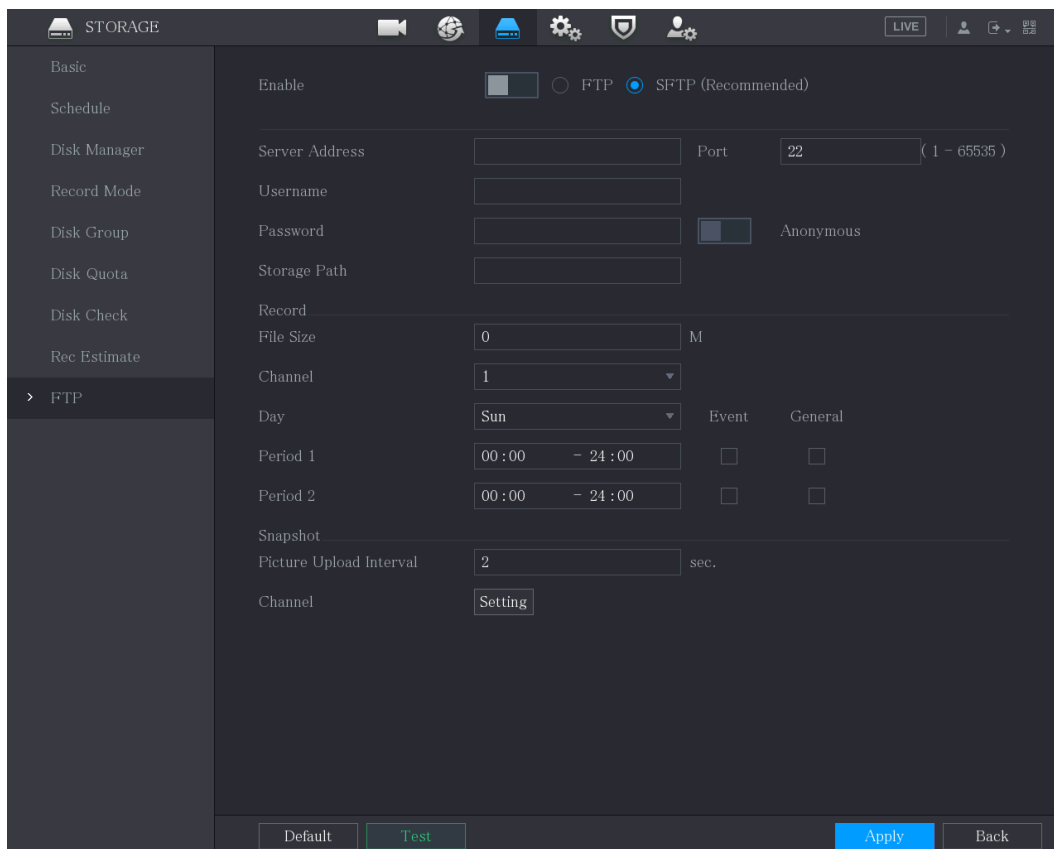 STORAGE LIVE
Basic
Schedule
Disk Manager
Record Mode
Disk Group
Disk Quota
Disk Check
Rec Estimate
FTP
Enable FTP SFTP (Recommended)
Server Address Port 22 ( 1 - 65535 )
Username
Password Anonymous
Storage Path
Record
File Size 0 M
Channel 1
Day Sun Event General
Period 1 00:00 - 24:00
Period 2 00:00 - 24:00
Snapshot
Picture Upload Interval 2 sec.
Channel Setting
Default Test Apply Back